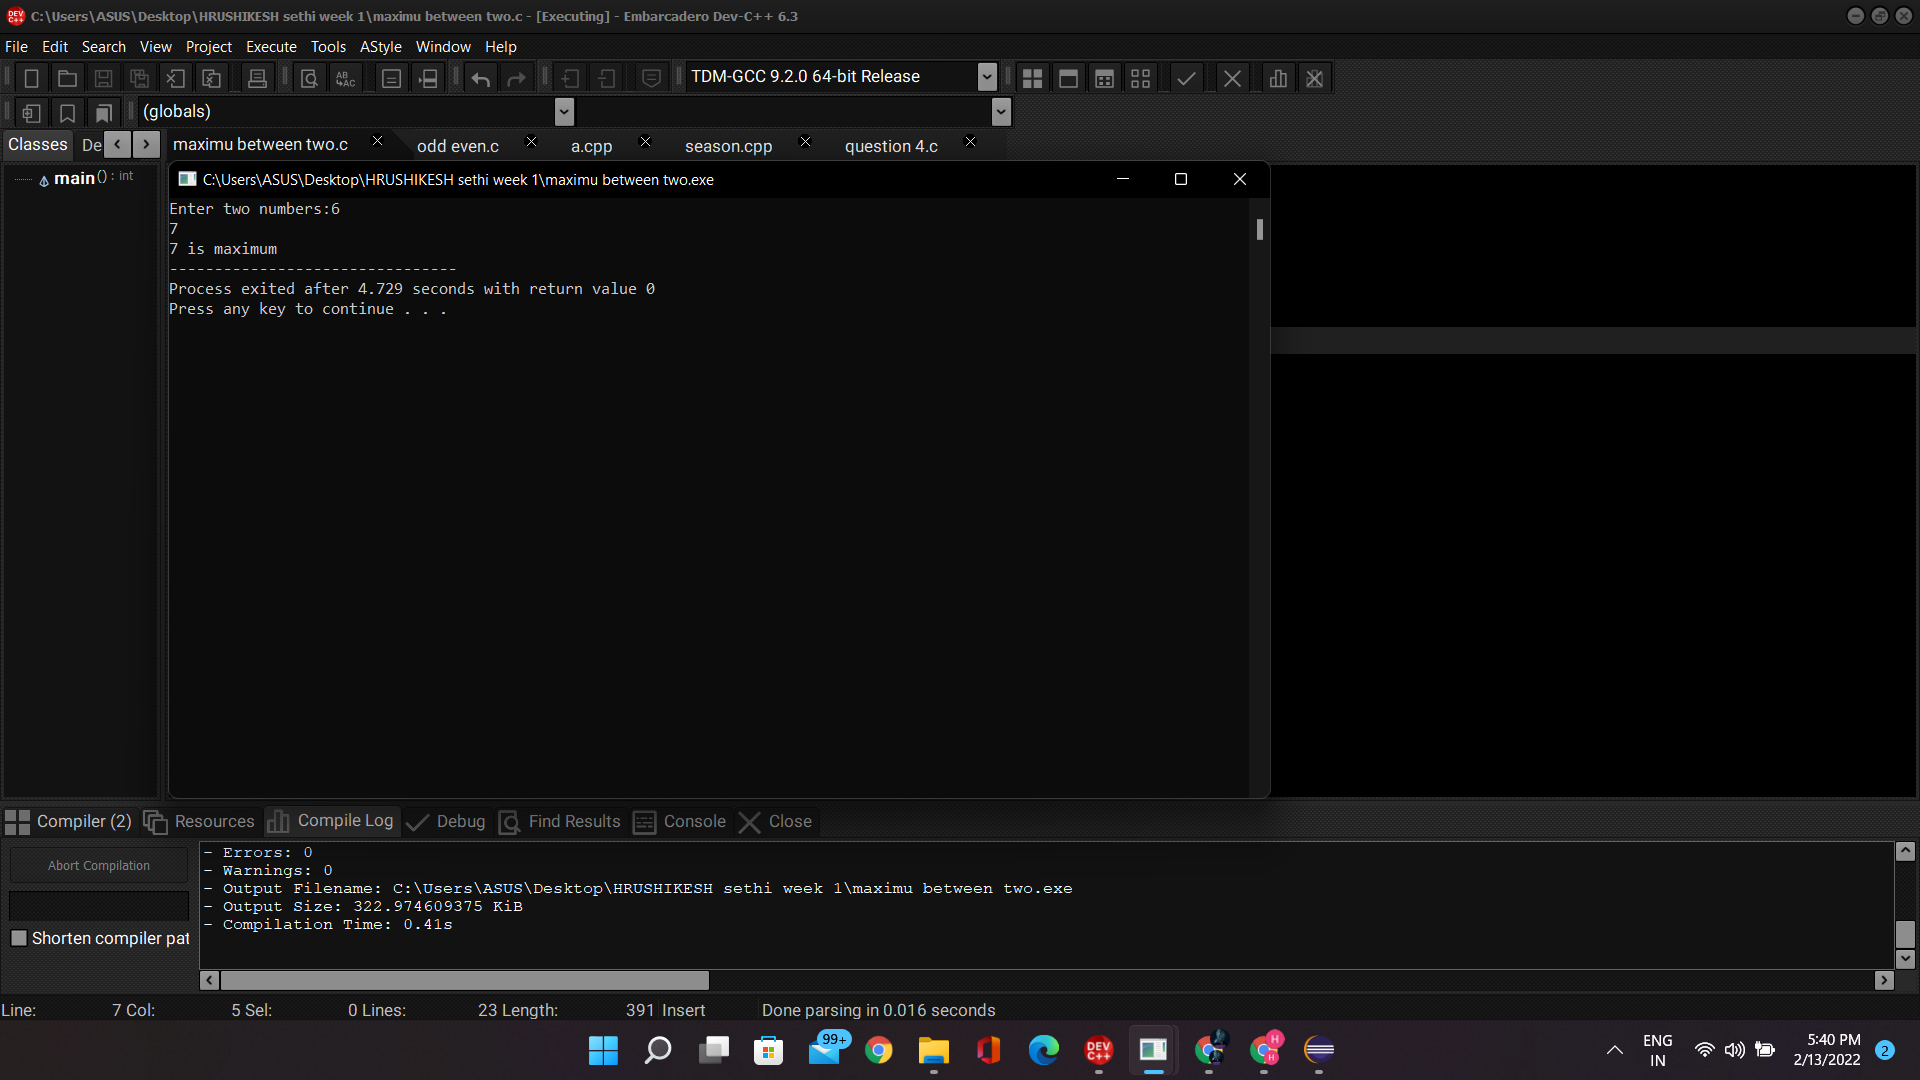 C:\Users\ASUS\Desktop\HRUSHIKESH sethi week 1\maximu between two.c - [Executing] - Embarcadero Dev-C++ 6.3
File Edit Search View Project Execute Tools AStyle Window Help
TDM-GCC 9.2.0 64-bit Release
(globals)
Classes De maximu between two.c odd even.c a.cpp season.cpp question 4.c
main() : int
C:\Users\ASUS\Desktop\HRUSHIKESH sethi week 1\maximu between two.exe
Enter two numbers:6
7
7 is maximum
--------------------------------
Process exited after 4.729 seconds with return value 0
Press any key to continue . . .
Compiler (2) Resources Compile Log Debug Find Results Console Close
Abort Compilation
Shorten compiler pat
- Errors: 0
- Warnings: 0
- Output Filename: C:\Users\ASUS\Desktop\HRUSHIKESH sethi week 1\maximu between two.exe
- Output Size: 322.974609375 KiB
- Compilation Time: 0.41s
Line: 7 Col: 5 Sel: 0 Lines: 23 Length: 391 Insert Done parsing in 0.016 seconds
99+
DEV C++
H
H
ENG
IN
5:40 PM
2/13/2022
2